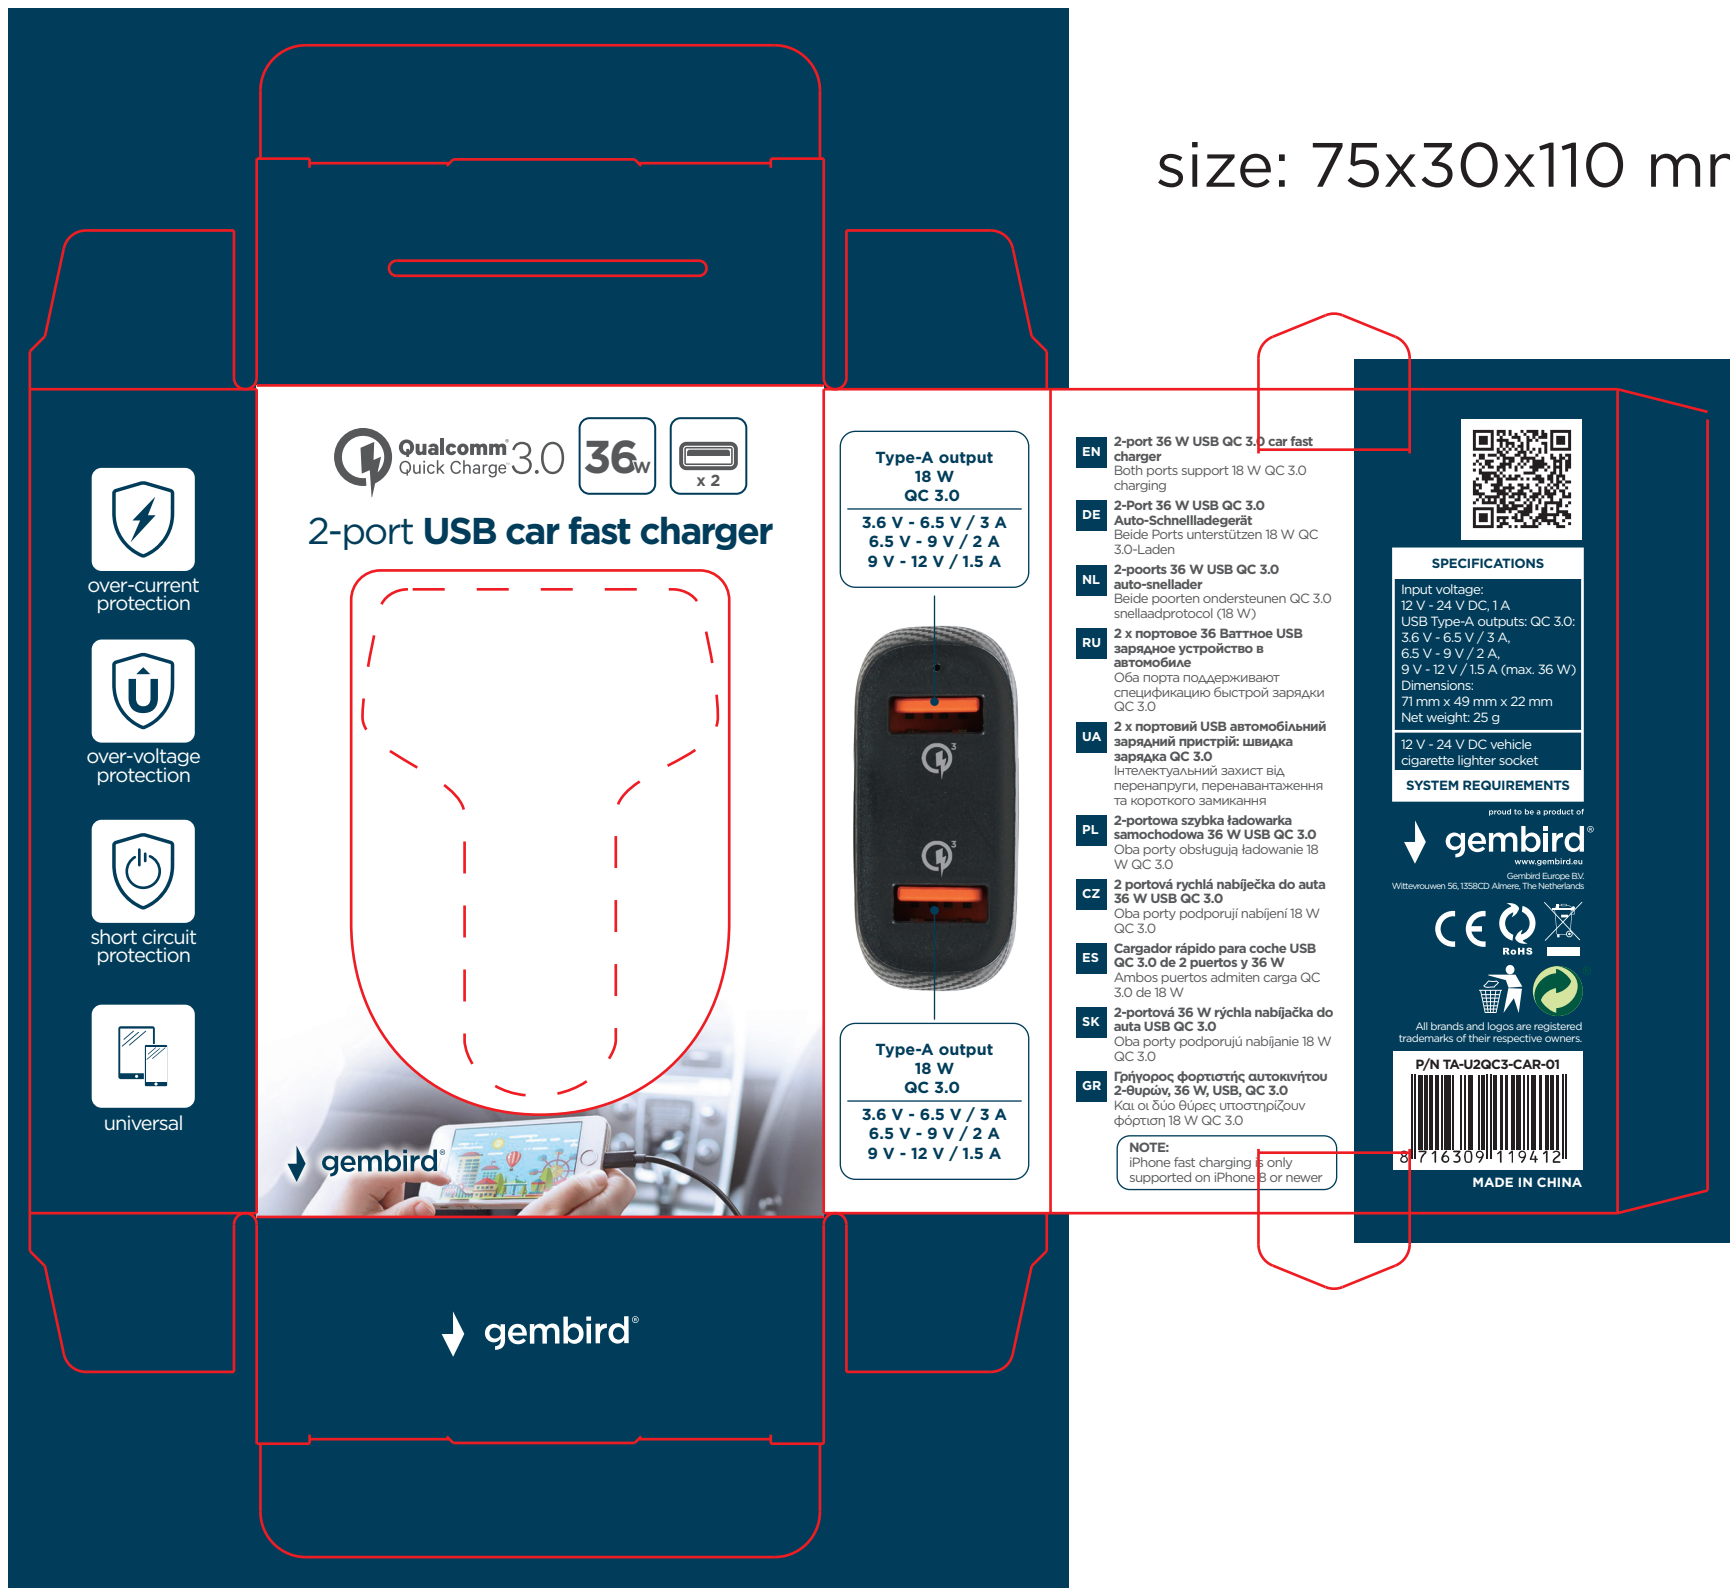 size: 75x30x110 m
over-current
protection
over-voltage
protection
short circuit
protection
universal
Qualcomm®
Quick Charge™ 3.0
36W
x 2
2-port USB car fast charger
gembird®
gembird®
Type-A output
18 W
QC 3.0
3.6 V - 6.5 V / 3 A
6.5 V - 9 V / 2 A
9 V - 12 V / 1.5 A
3
3
Type-A output
18 W
QC 3.0
3.6 V - 6.5 V / 3 A
6.5 V - 9 V / 2 A
9 V - 12 V / 1.5 A
EN
2-port 36 W USB QC 3.0 car fast
charger
Both ports support 18 W QC 3.0
charging
DE
2-Port 36 W USB QC 3.0
Auto-Schnellladegerät
Beide Ports unterstützen 18 W QC
3.0-Laden
NL
2-poorts 36 W USB QC 3.0
auto-snellader
Beide poorten ondersteunen QC 3.0
snellaadprotocol (18 W)
RU
2 х портовое 36 Ваттное USB
зарядное устройство в
автомобиле
Оба порта поддерживают
спецификацию быстрой зарядки
QC 3.0
UA
2 х портовий USB автомобільний
зарядний пристрій: швидка
зарядка QC 3.0
Інтелектуальний захист від
перенапруги, перенавантаження
та короткого замикання
PL
2-portowa szybka ładowarka
samochodowa 36 W USB QC 3.0
Oba porty obsługują ładowanie 18
W QC 3.0
CZ
2 portová rychlá nabíječka do auta
36 W USB QC 3.0
Oba porty podporují nabíjení 18 W
QC 3.0
ES
Cargador rápido para coche USB
QC 3.0 de 2 puertos y 36 W
Ambos puertos admiten carga QC
3.0 de 18 W
SK
2-portová 36 W rýchla nabíjačka do
auta USB QC 3.0
Oba porty podporujú nabíjanie 18 W
QC 3.0
GR
Γρήγορος φορτιστής αυτοκινήτου
2-θυρών, 36 W, USB, QC 3.0
Και οι δύο θύρες υποστηρίζουν
φόρτιση 18 W QC 3.0
NOTE:
iPhone fast charging is only
supported on iPhone 8 or newer
SPECIFICATIONS
Input voltage:
12 V - 24 V DC, 1 A
USB Type-A outputs: QC 3.0:
3.6 V - 6.5 V / 3 A,
6.5 V - 9 V / 2 A,
9 V - 12 V / 1.5 A (max. 36 W)
Dimensions:
71 mm x 49 mm x 22 mm
Net weight: 25 g
12 V - 24 V DC vehicle
cigarette lighter socket
SYSTEM REQUIREMENTS
proud to be a product of
gembird®
www.gembird.eu
Gembird Europe B.V.
Wittevrouwen 56, 1358CD Almere, The Netherlands
CE
RoHS
All brands and logos are registered
trademarks of their respective owners.
P/N TA-U2QC3-CAR-01
8 716309 119412
MADE IN CHINA